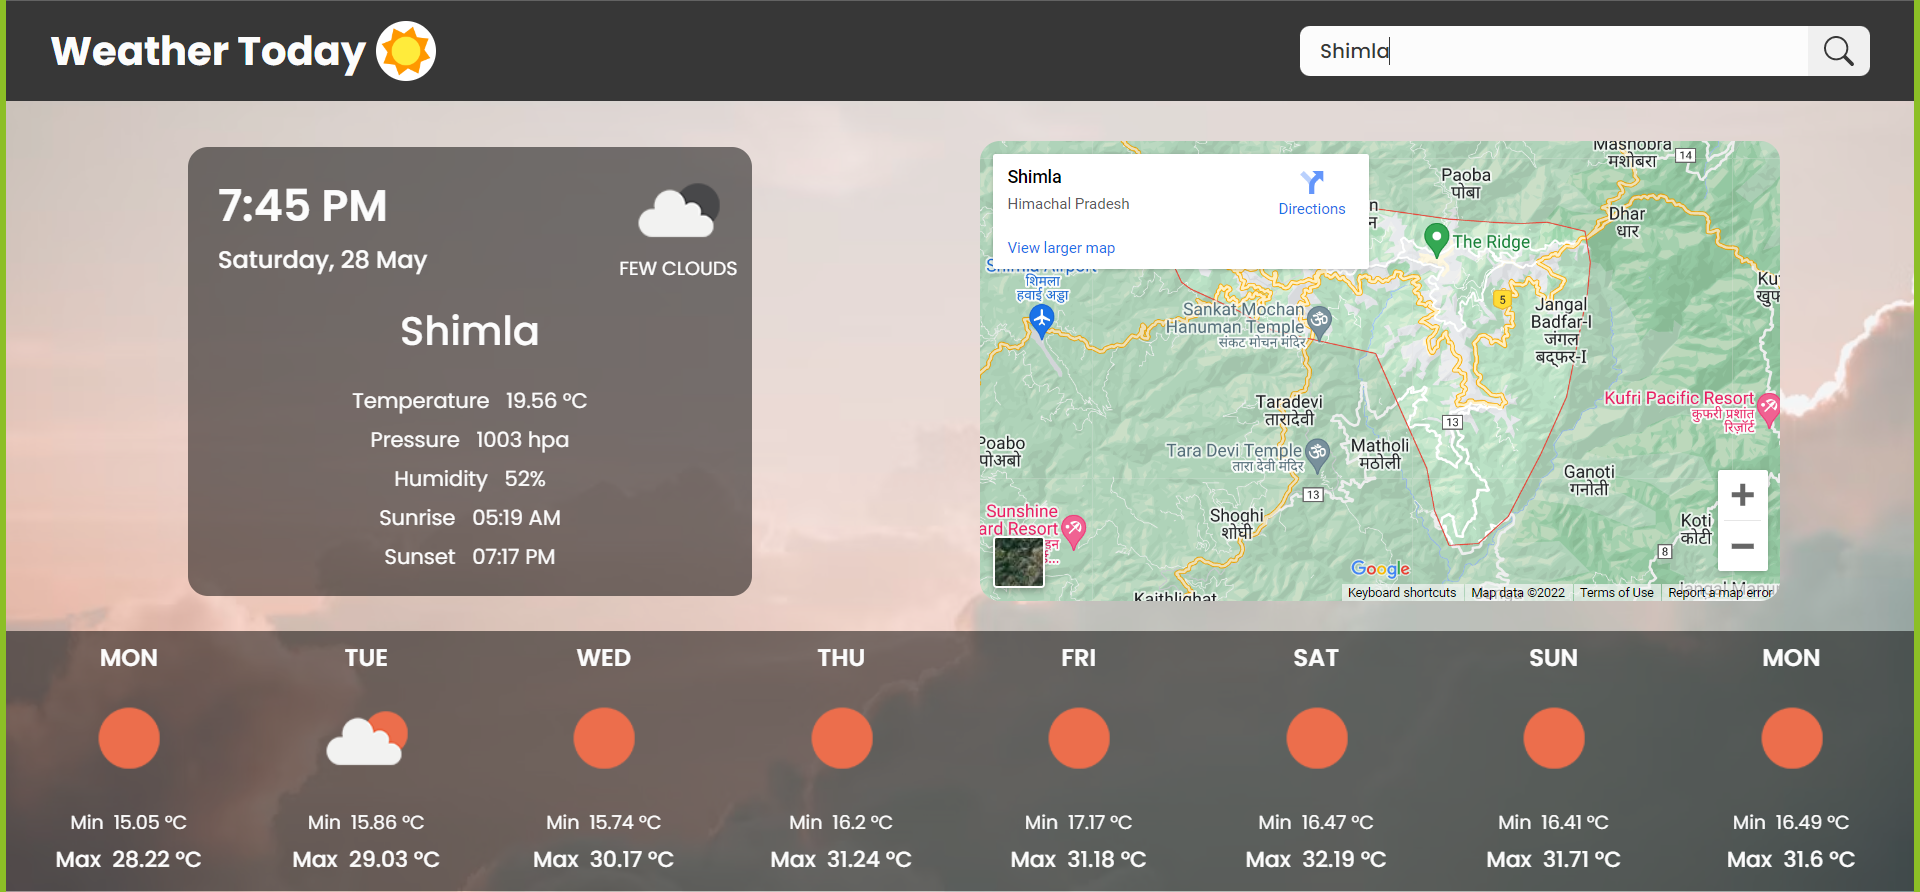 Weather Today
Shimla
7:45 PM
Saturday, 28 May
FEW CLOUDS
Shimla
Temperature 19.56 °C
Pressure 1003 hpa
Humidity 52%
Sunrise 05:19 AM
Sunset 07:17 PM
Shimla
Himachal Pradesh
Directions
View larger map
Mashobra
मशोबरा
14
Paoba
पोबा
Dhar
धार
The Ridge
Shimla Airport
शिमला
हवाई अड्डा
5
Sankat Mochan
Hanuman Temple
संकट मोचन मंदिर
Jangal
Badfar-I
जंगल
बद्फर-I
Taradevi
तारादेवी
Kufri Pacific Resort
कुफरी प्रशांत
रिज़ॉर्ट
13
Poabo
पोअबो
Tara Devi Temple
तारा देवी मंदिर
Matholi
मठोली
13
Ganoti
गनोती
Sunshine
ard Resort
Shoghi
शोघी
Koti
कोटी
8
Kaithlighat
Google
Keyboard shortcuts
Map data ©2022
Terms of Use
Report a map error
MON TUE WED THU FRI SAT SUN MON
Min 15.05 °C Min 15.86 °C Min 15.74 °C Min 16.2 °C Min 17.17 °C Min 16.47 °C Min 16.41 °C Min 16.49 °C
Max 28.22 °C Max 29.03 °C Max 30.17 °C Max 31.24 °C Max 31.18 °C Max 32.19 °C Max 31.71 °C Max 31.6 °C